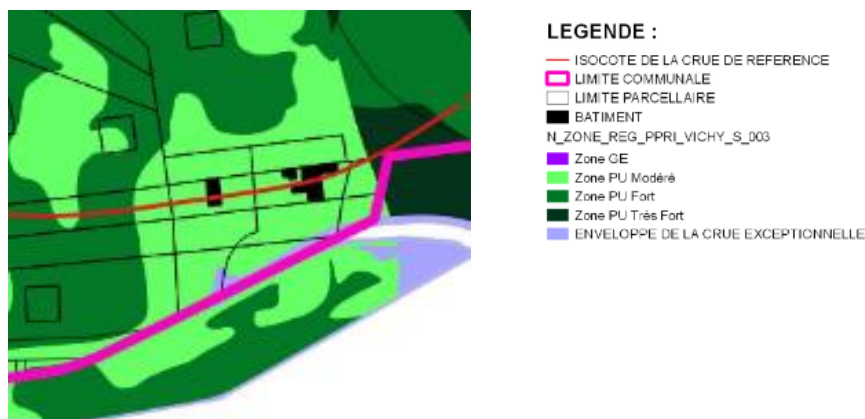 LEGENDE :
ISOCOTE DE LA CRUE DE REFERENCE
LIMITE COMMUNALE
LIMITE PARCELLAIRE
BATIMENT
N_ZONE_REG_PPRI_VICHY_S_003
Zone GE
Zone PU Modéré
Zone PU Fort
Zone PU Très Fort
ENVELOPPE DE LA CRUE EXCEPTIONNELLE